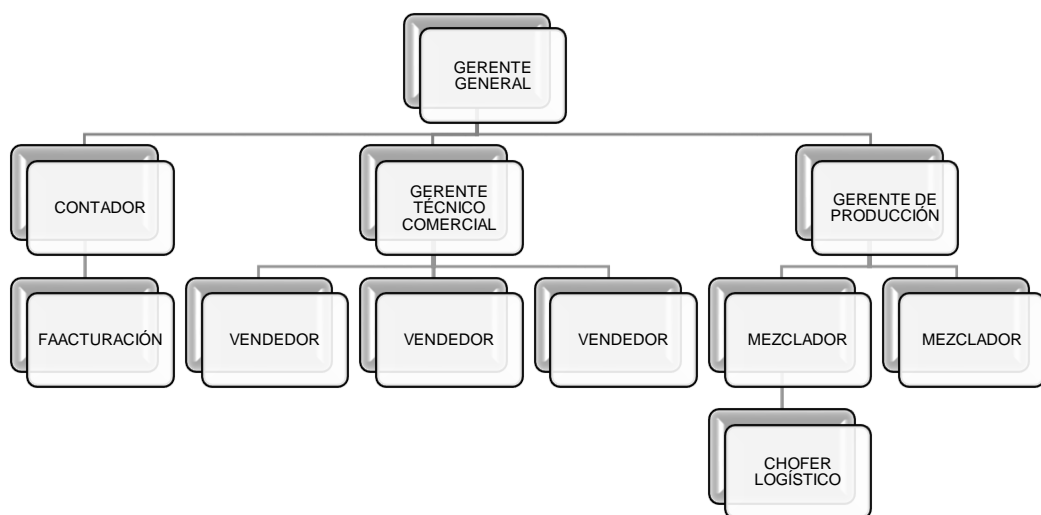 GERENTE
GENERAL
CONTADOR
GERENTE
TÉCNICO
COMERCIAL
GERENTE DE
PRODUCCIÓN
FAACTURACIÓN
VENDEDOR
VENDEDOR
VENDEDOR
MEZCLADOR
MEZCLADOR
CHOFER
LOGÍSTICO